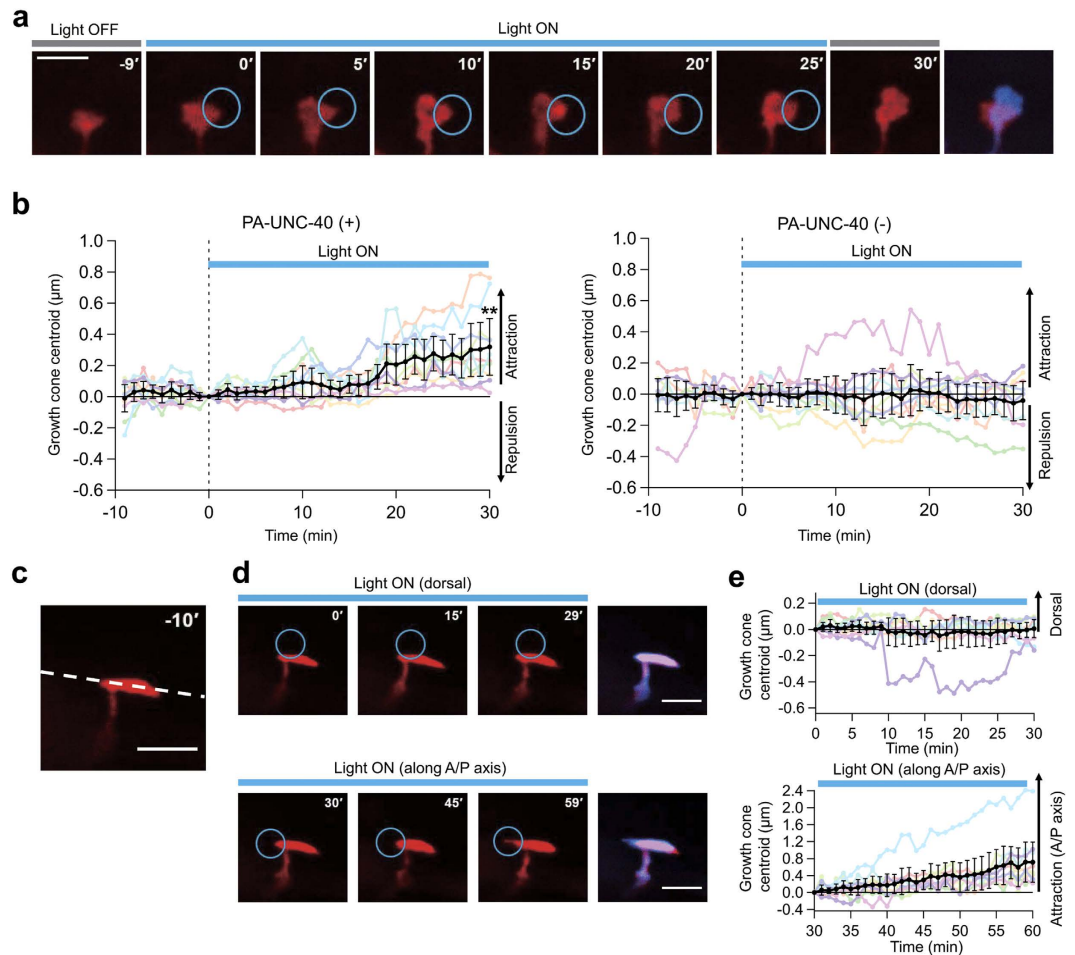 a
Light OFF
Light ON
-9′
0′
5′
10′
15′
20′
25′
30′
b
PA-UNC-40 (+)
Light ON
Growth cone centroid (µm)
1.0
0.8
0.6
0.4
0.2
0.0
0.2
0.4
-0.6
-10
0
10
20
30
Time (min)
**
Attraction
Repulsion
PA-UNC-40 (-)
Light ON
Growth cone centroid (µm)
1.0
0.8
0.6
0.4
0.2
0.0
-0.2
-0.4
-0.6
-10
0
10
20
30
Time (min)
Attraction
Repulsion
c
-10′
d
Light ON (dorsal)
0′
15′
29′
Light ON (along A/P axis)
30′
45′
59′
e
Light ON (dorsal)
Growth cone
centroid (µm)
0.2
0.0
-0.2
-0.4
-0.6
0
5
10
15
20
25
30
Time (min)
Dorsal
Light ON (along A/P axis)
Growth cone
centroid (µm)
2.4
2.0
1.6
1.2
0.8
0.4
0.0
-0.4
30
35
40
45
50
55
60
Time (min)
Attraction (A/P axis)